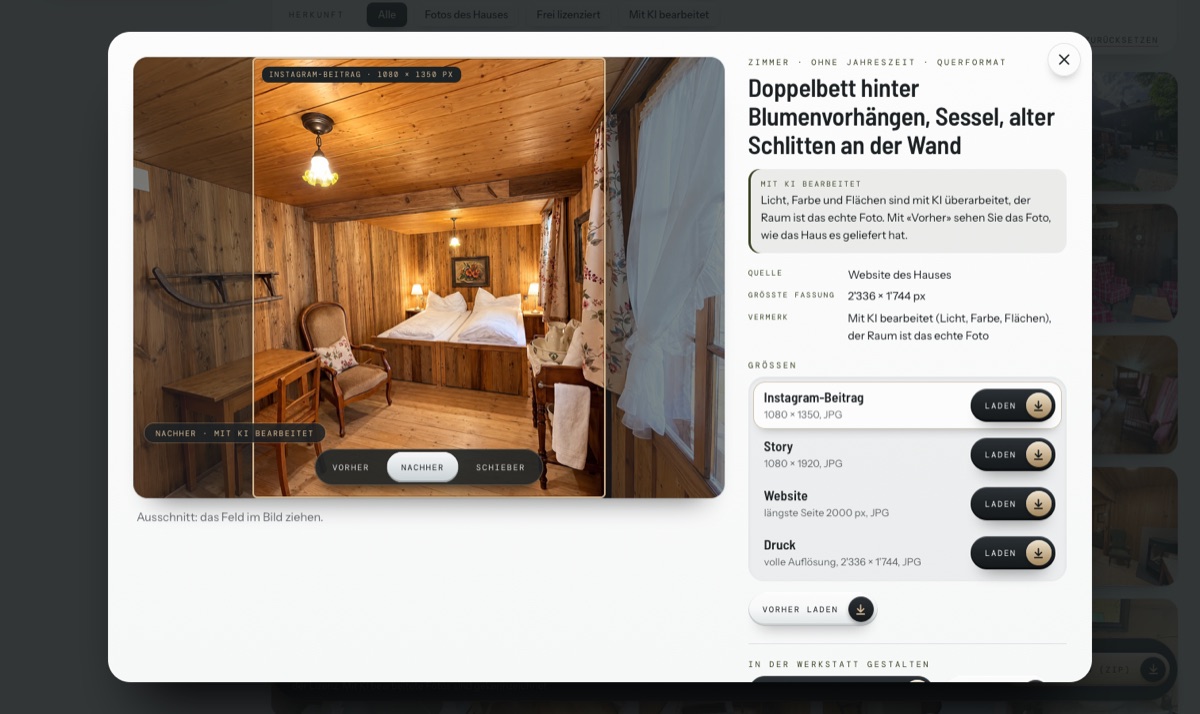 HERKUNFT
Alle
Fotos des Hauses
Frei lizenziert
Mit KI bearbeitet
URÜCKSETZEN
INSTAGRAM-BEITRAG · 1080 × 1350 PX
NACHHER · MIT KI BEARBEITET
VORHER
NACHHER
SCHIEBER
Ausschnitt: das Feld im Bild ziehen.
ZIMMER · OHNE JAHRESZEIT · QUERFORMAT
Doppelbett hinter
Blumenvorhängen, Sessel, alter
Schlitten an der Wand
MIT KI BEARBEITET
Licht, Farbe und Flächen sind mit KI überarbeitet, der
Raum ist das echte Foto. Mit «Vorher» sehen Sie das Foto,
wie das Haus es geliefert hat.
QUELLE
Website des Hauses
GRÖSSTE FASSUNG
2'336 × 1'744 px
VERMERK
Mit KI bearbeitet (Licht, Farbe, Flächen),
der Raum ist das echte Foto
GRÖSSEN
Instagram-Beitrag
1080 × 1350, JPG
LADEN
Story
1080 × 1920, JPG
LADEN
Website
längste Seite 2000 px, JPG
LADEN
Druck
volle Auflösung, 2'336 × 1'744, JPG
LADEN
VORHER LADEN
IN DER WERKSTATT GESTALTEN
(ZIP)